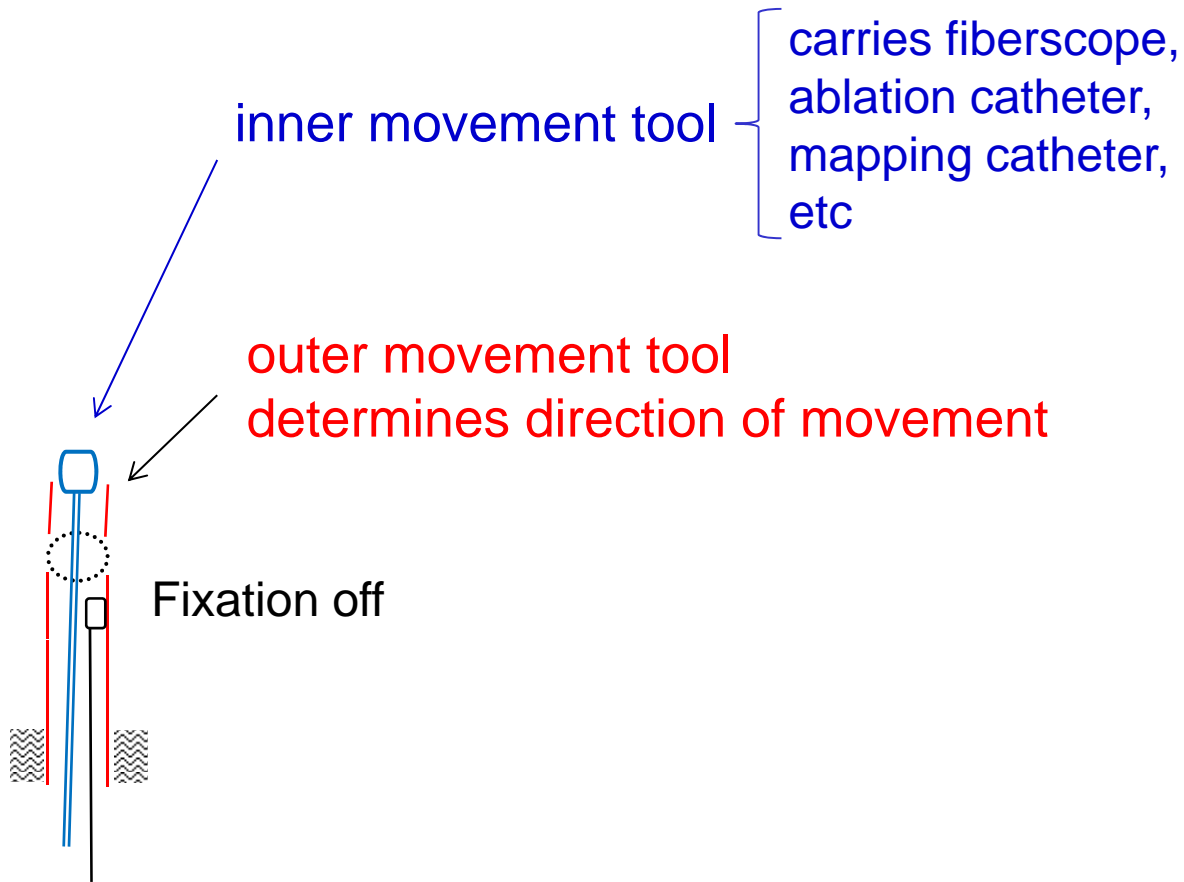 carries fiberscope,
ablation catheter,
mapping catheter,
etc
inner movement tool
outer movement tool
determines direction of movement
Fixation off